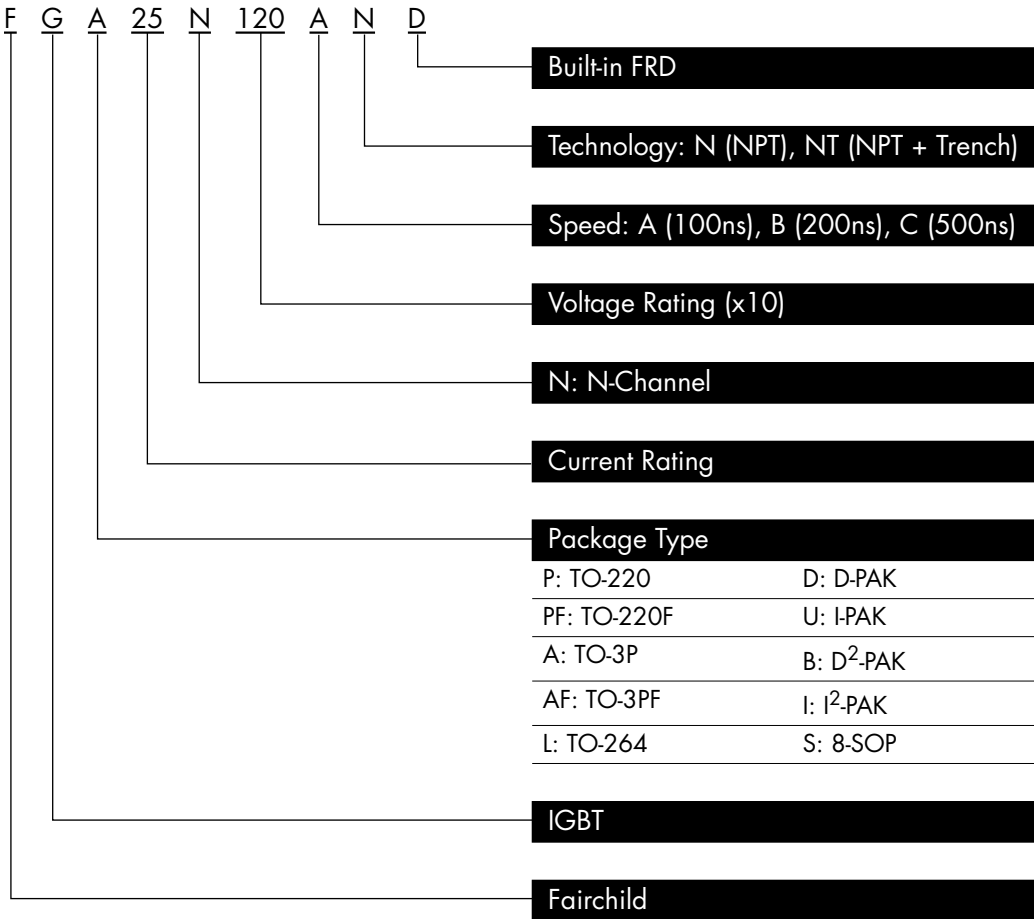 F G A 25 N 120 A N D
Built-in FRD
Technology: N (NPT), NT (NPT + Trench)
Speed: A (100ns), B (200ns), C (500ns)
Voltage Rating (x10)
N: N-Channel
Current Rating
Package Type
P: TO-220 D: D-PAK
PF: TO-220F U: I-PAK
A: TO-3P B: D²-PAK
AF: TO-3PF I: I²-PAK
L: TO-264 S: 8-SOP
IGBT
Fairchild